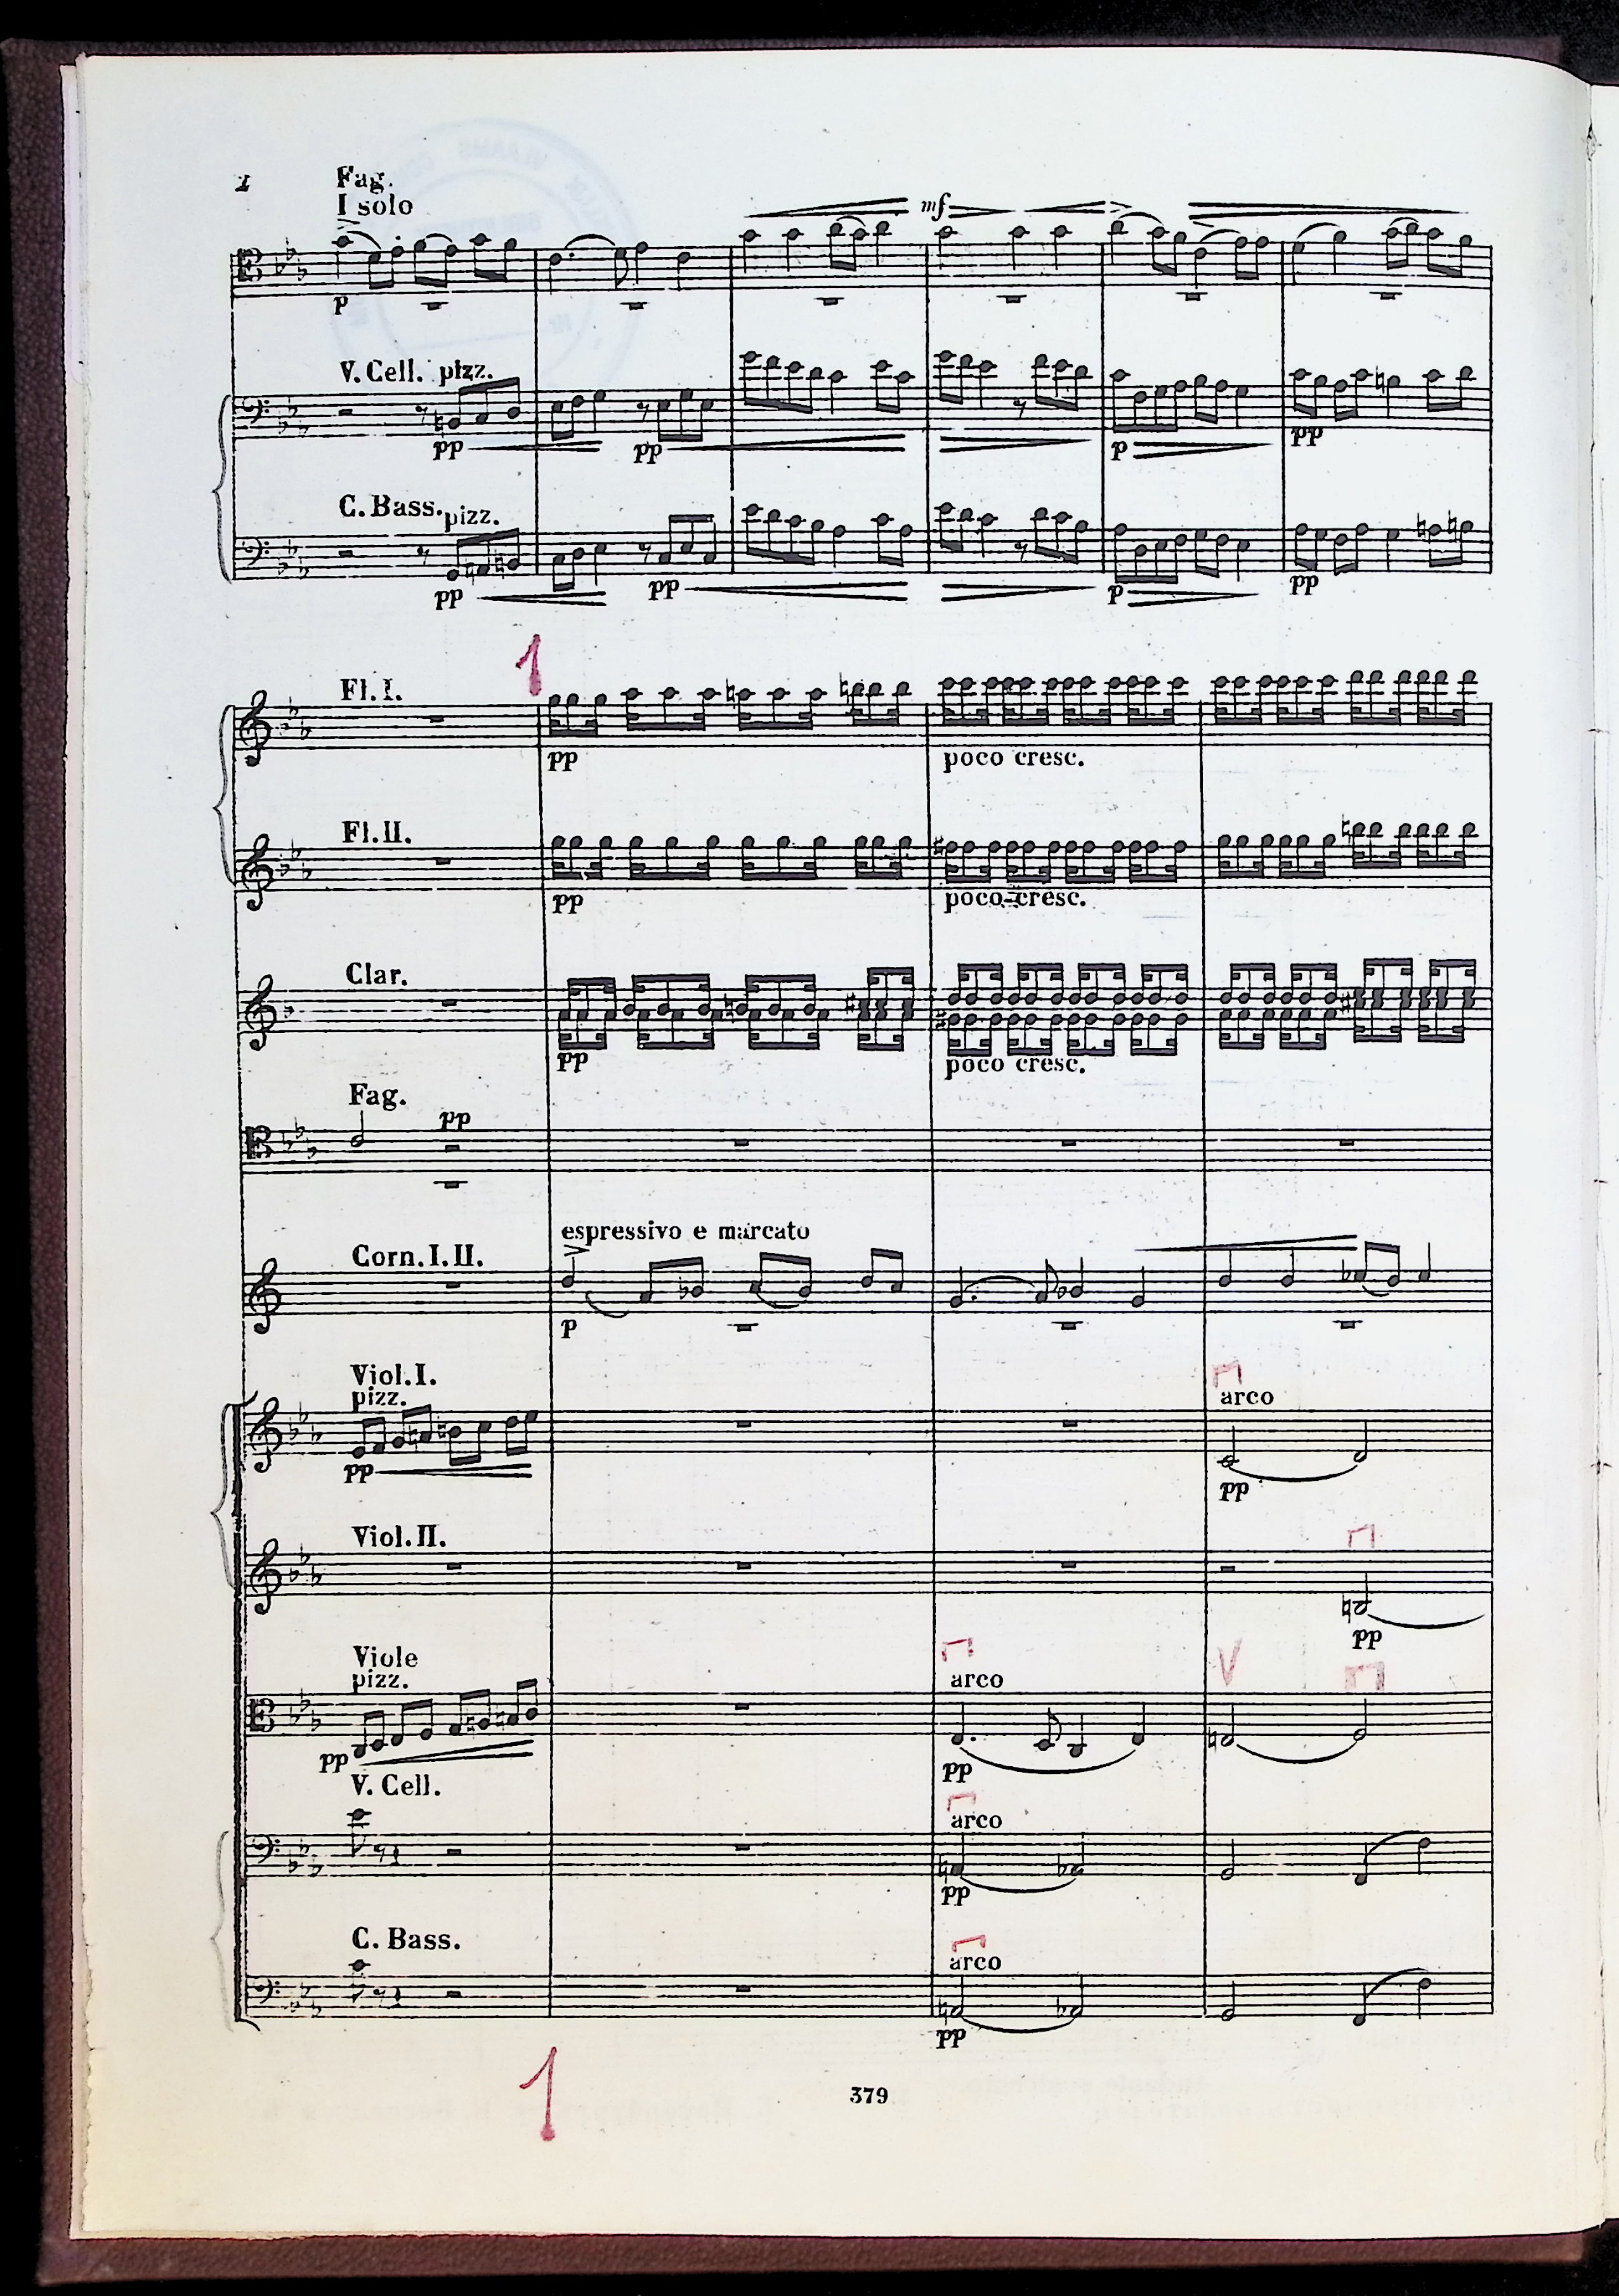 Fag.
I solo
mf
p
V. Cell. pizz.
pp
pp
p
pp
C. Bass. pizz.
pp
pp
p
pp
1
Fl. I.
pp
poco cresc.
Fl. II.
pp
poco cresc.
Clar.
pp
poco cresc.
Fag.
pp
espressivo e marcato
Corn. I. II.
p
Viol. I.
pizz.
arco
pp
pp
Viol. II.
pp
Viole
pizz.
arco
pp
pp
V. Cell.
arco
pp
C. Bass.
arco
pp
1
379